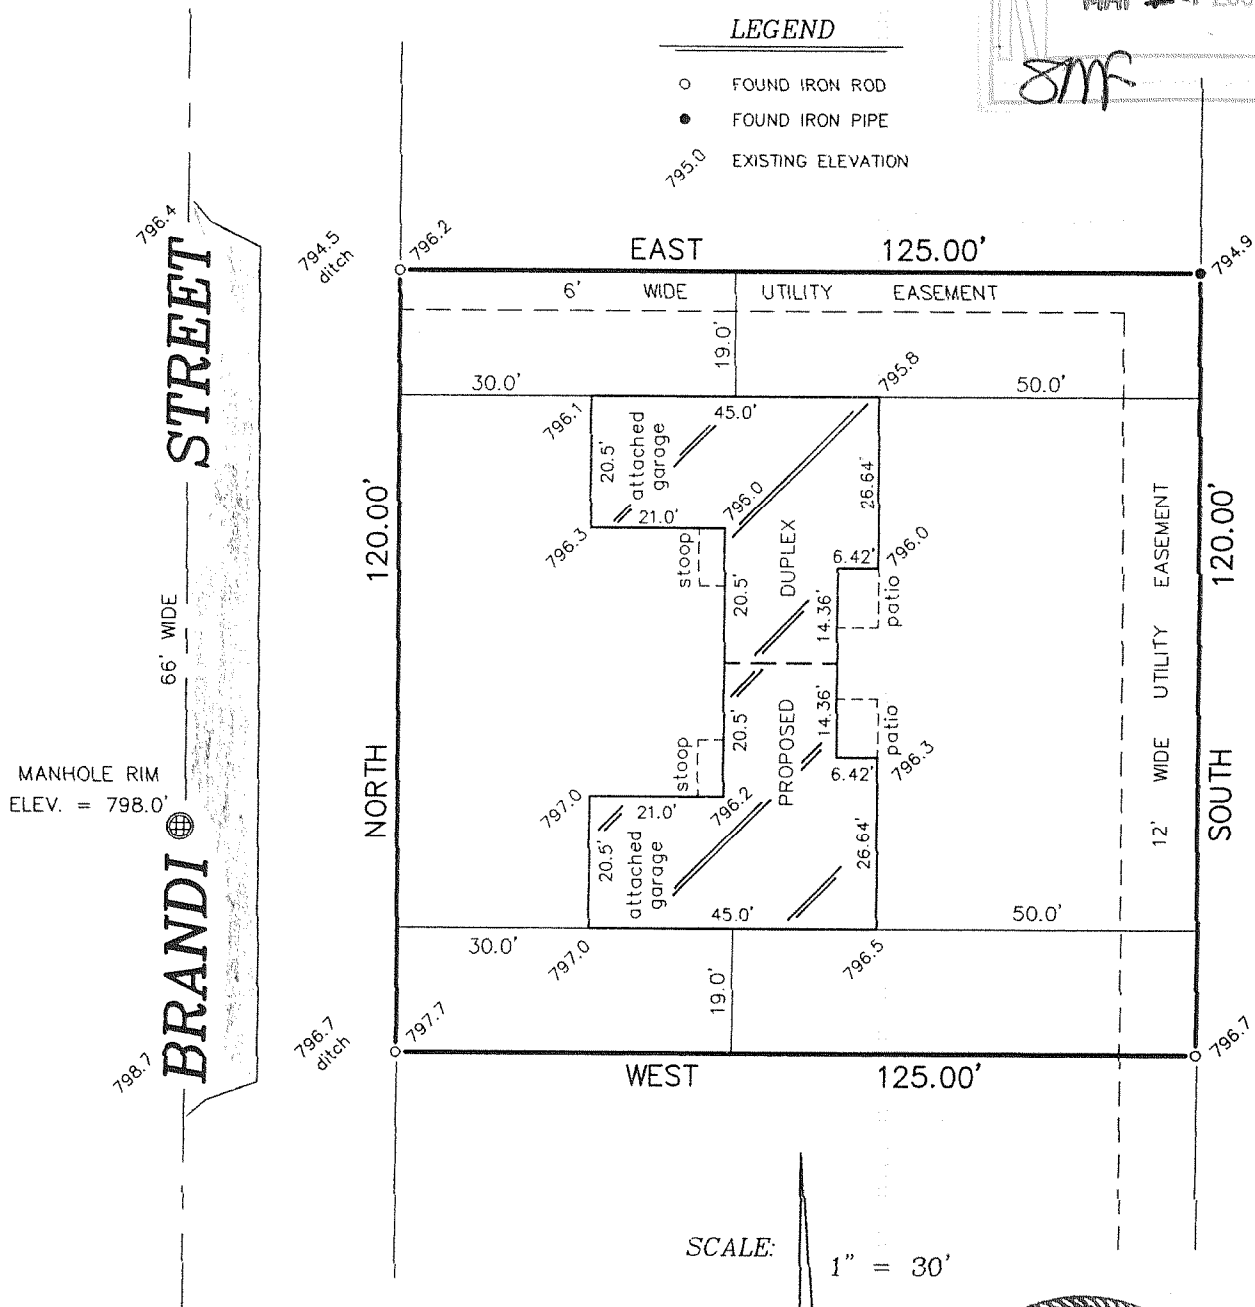 LEGEND
FOUND IRON ROD
FOUND IRON PIPE
795.0 EXISTING ELEVATION
796.4
794.5
ditch
796.2
EAST 125.00'
794.9
6' WIDE UTILITY EASEMENT
19.0'
795.8
30.0'
50.0'
796.1
45.0'
20.5'
attached
garage
26.64'
796.0
21.0'
796.3
stoop
20.5'
DUPLEX
6.42'
796.0
14.36'
patio
120.00'
NORTH
120.00'
SOUTH
12' WIDE UTILITY EASEMENT
BRANDI STREET
66' WIDE
MANHOLE RIM
ELEV. = 798.0'
20.5'
14.36'
PROPOSED
patio
stoop
6.42'
796.3
797.0
21.0'
796.2
20.5'
attached
garage
26.64'
45.0'
30.0'
50.0'
797.0
796.5
19.0'
798.7
796.7
ditch
797.7
WEST 125.00'
796.7
SCALE:
1" = 30'